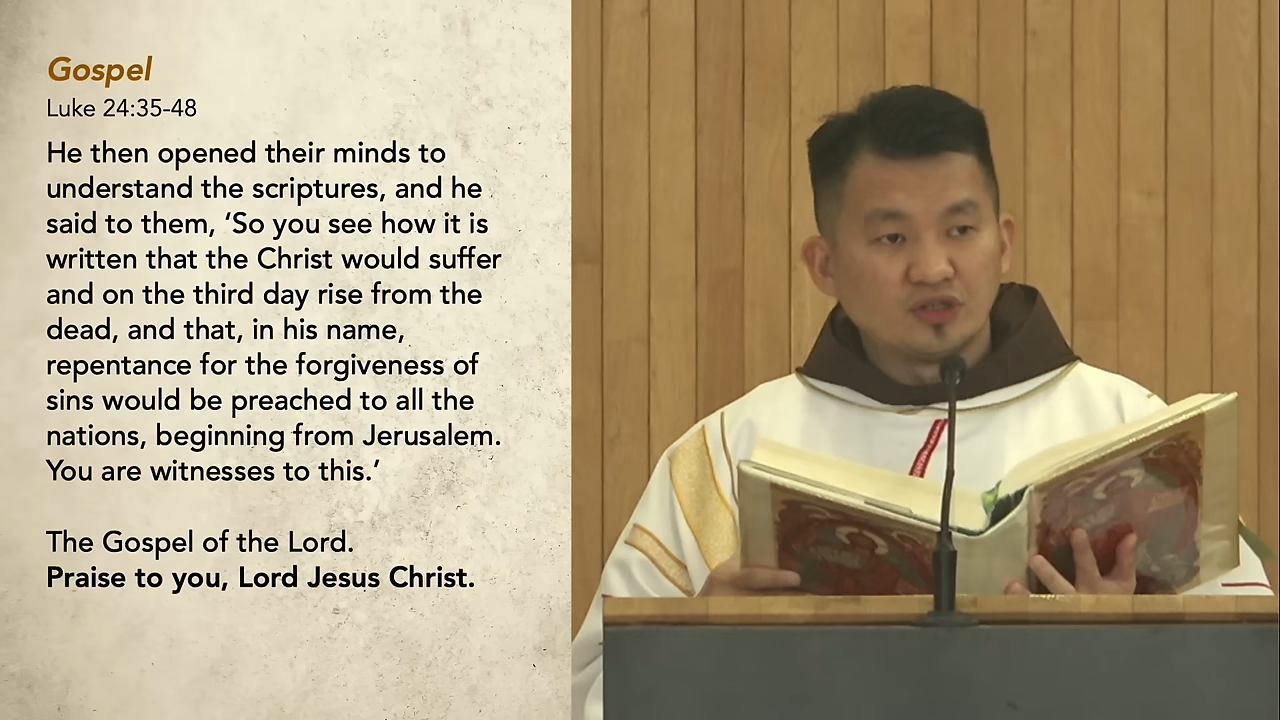 Gospel
Luke 24:35-48
He then opened their minds to
understand the scriptures, and he
said to them, ‘So you see how it is
written that the Christ would suffer
and on the third day rise from the
dead, and that, in his name,
repentance for the forgiveness of
sins would be preached to all the
nations, beginning from Jerusalem.
You are witnesses to this.’
The Gospel of the Lord.
Praise to you, Lord Jesus Christ.